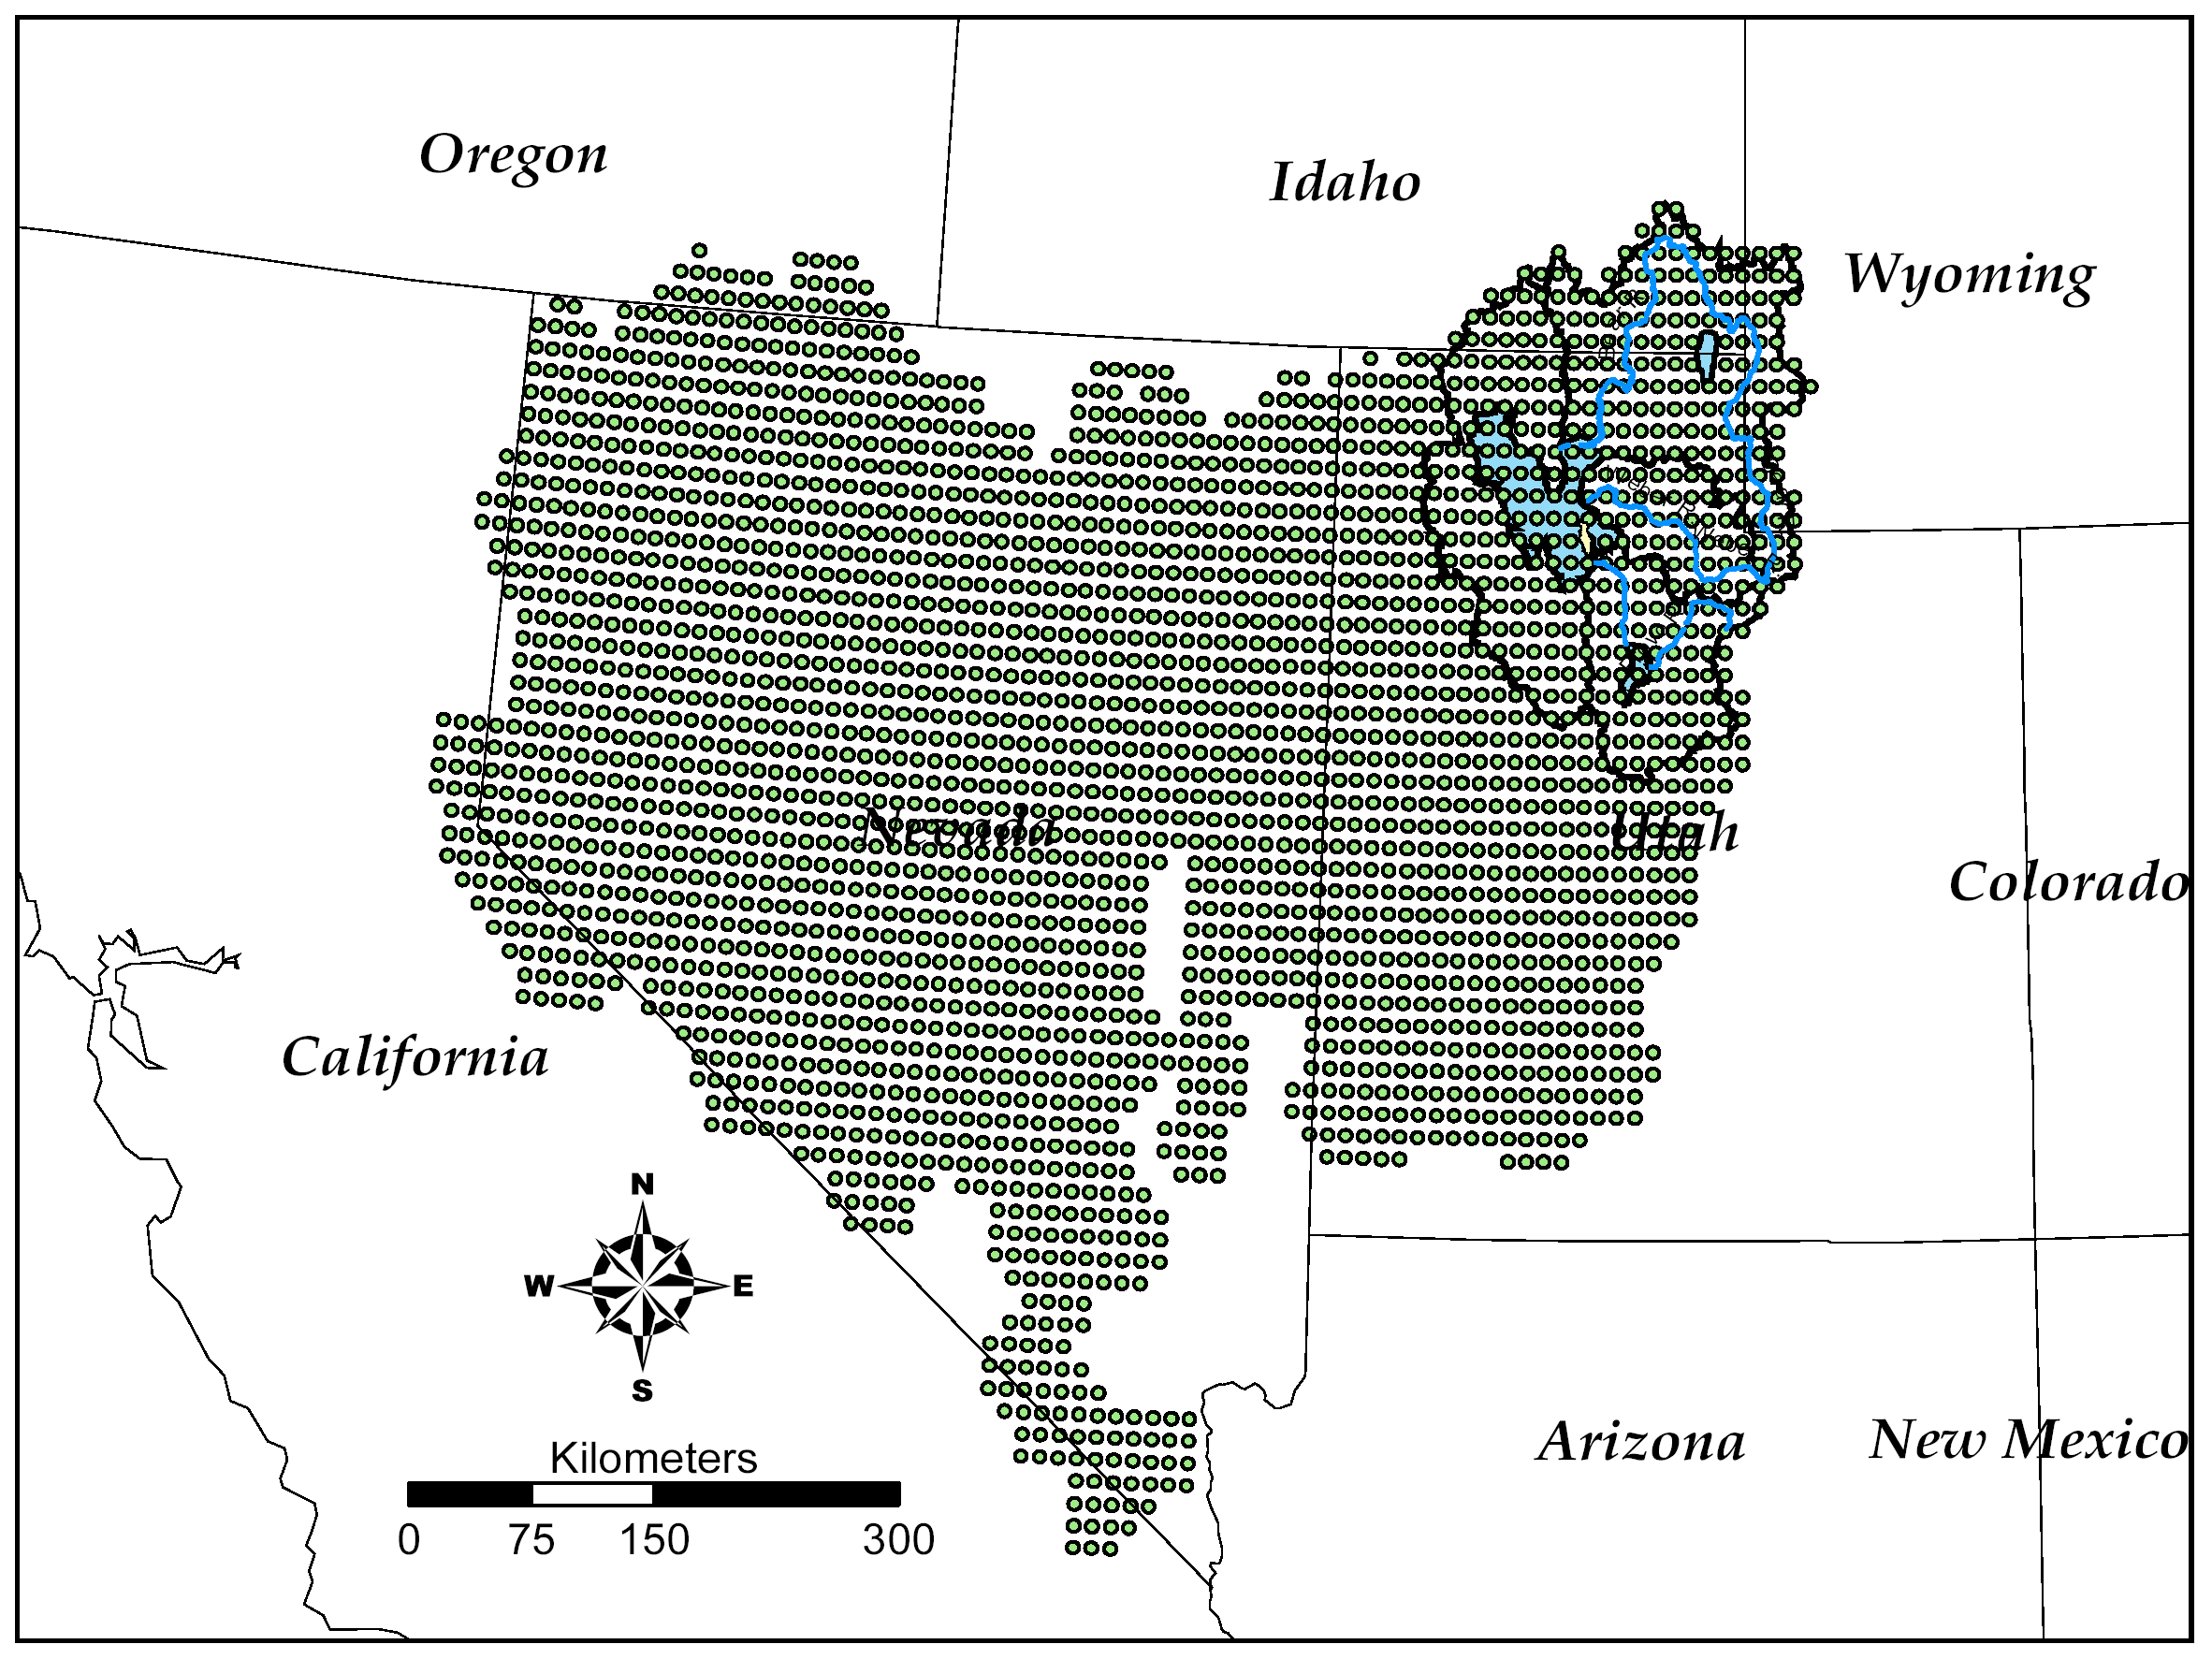 Oregon
Idaho
Wyoming
Nevada
Utah
Colorado
California
N
W E
S
Arizona
New Mexico
Kilometers
0 75 150 300